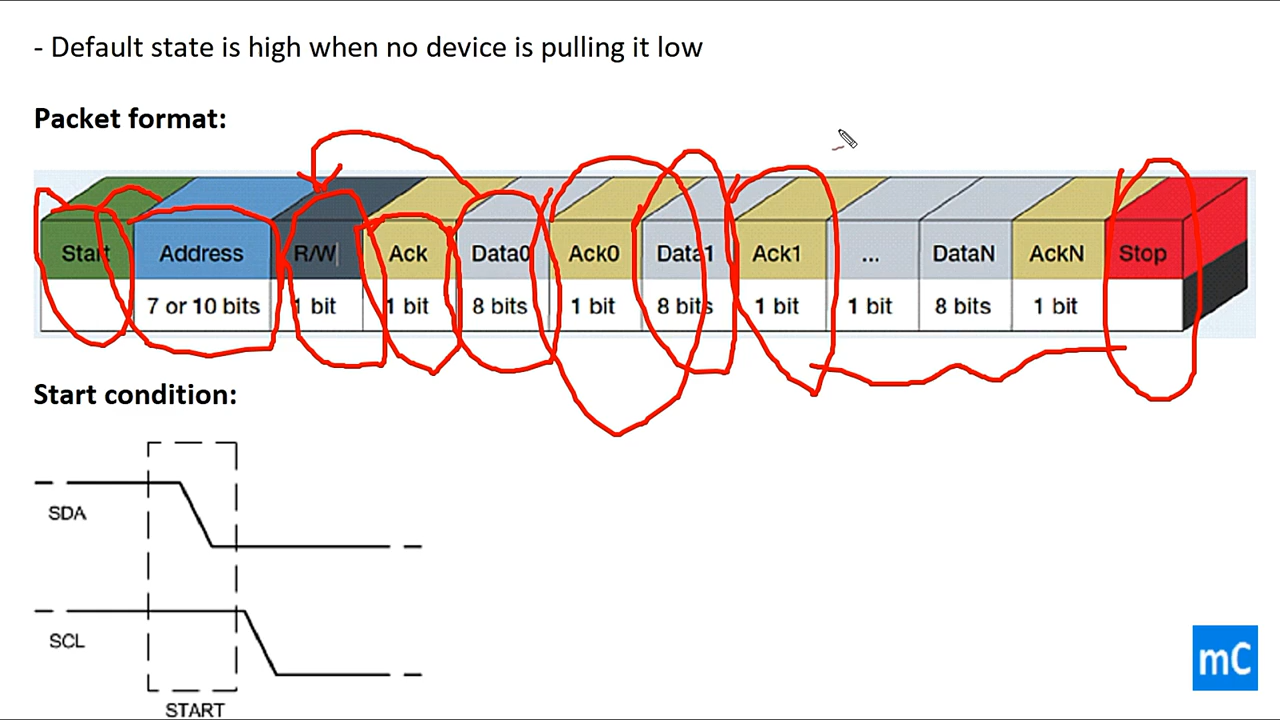 - Default state is high when no device is pulling it low
Packet format:
Start Address R/W Ack Data0 Ack0 Data1 Ack1 ... DataN AckN Stop
7 or 10 bits 1 bit 1 bit 8 bits 1 bit 8 bits 1 bit 1 bit 8 bits 1 bit
Start condition:
SDA
SCL
START
mC